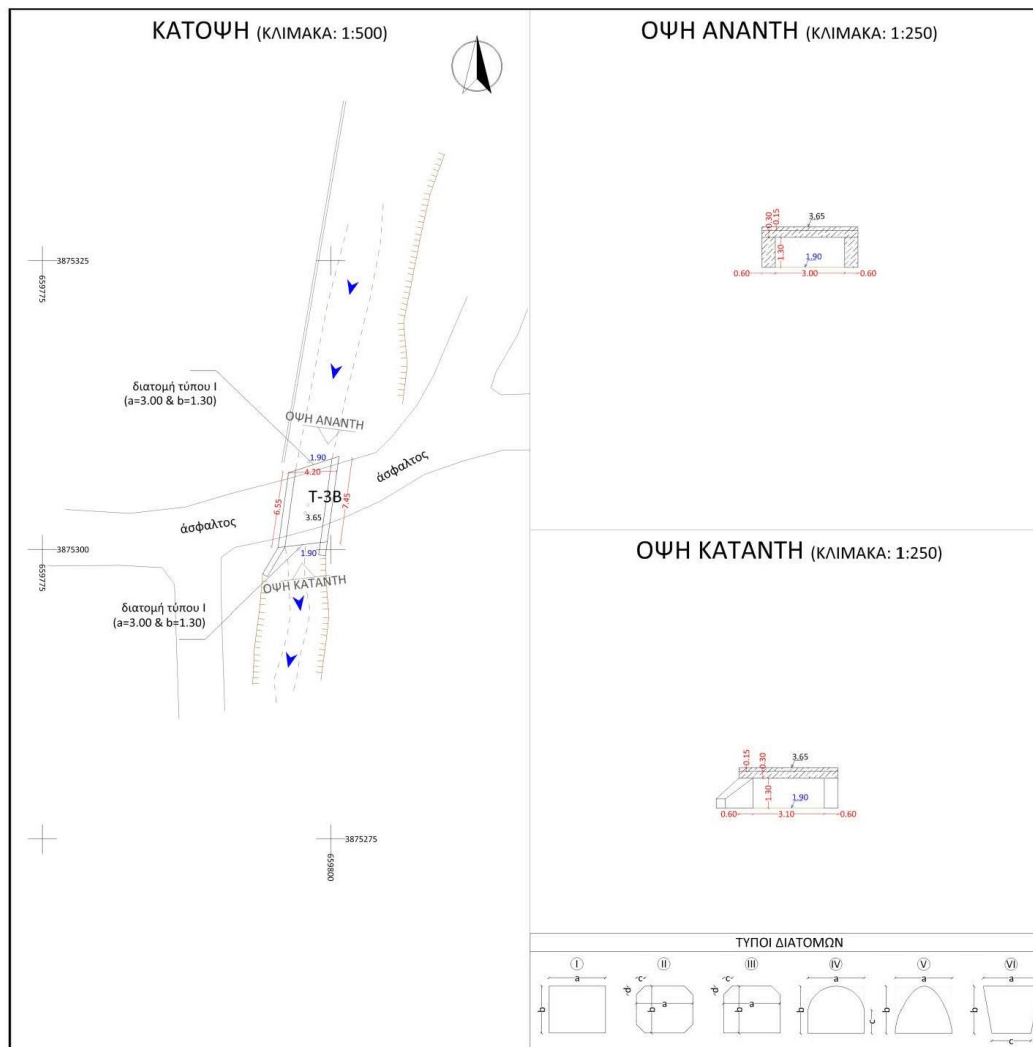 ΚΑΤΟΨΗ (ΚΛΙΜΑΚΑ: 1:500)
3875325
659775
διατομή τύπου Ι
(a=3.00 & b=1.30)
ΟΨΗ ΑΝΑΝΤΗ
1.90
4.20
άσφαλτος
T-3B
6.55
7.45
3.65
άσφαλτος
3875300
659775
1.90
ΟΨΗ ΚΑΤΑΝΤΗ
διατομή τύπου Ι
(a=3.00 & b=1.30)
3875275
659800
ΟΨΗ ΑΝΑΝΤΗ (ΚΛΙΜΑΚΑ: 1:250)
0.30
0.15
3.65
1.30
1.90
0.60
3.00
0.60
ΟΨΗ ΚΑΤΑΝΤΗ (ΚΛΙΜΑΚΑ: 1:250)
0.15
0.30
3.65
1.30
1.90
0.60
3.10
0.60
ΤΥΠΟΙ ΔΙΑΤΟΜΩΝ
I II III IV V VI
a c c a a a
b d a b d a b b c b b c